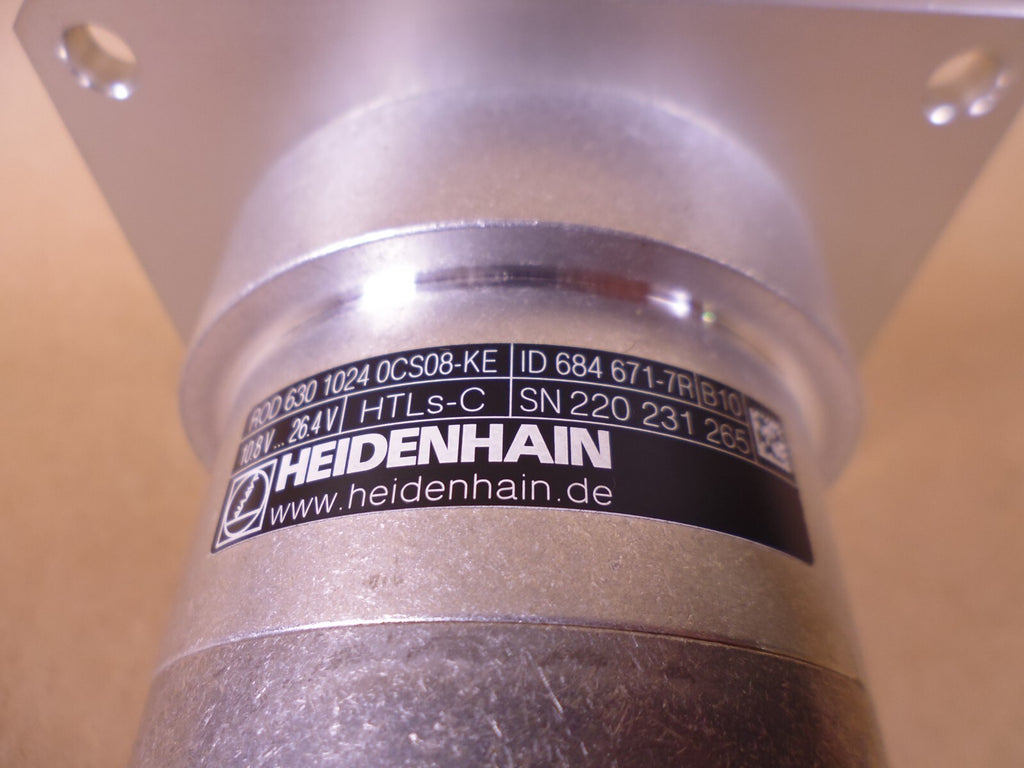 ROD 630 1024 0CS08-KE ID 684 671-7R B10
10.8 V... 26.4 V HTLs-C SN 220 231 265
HEIDENHAIN
www.heidenhain.de